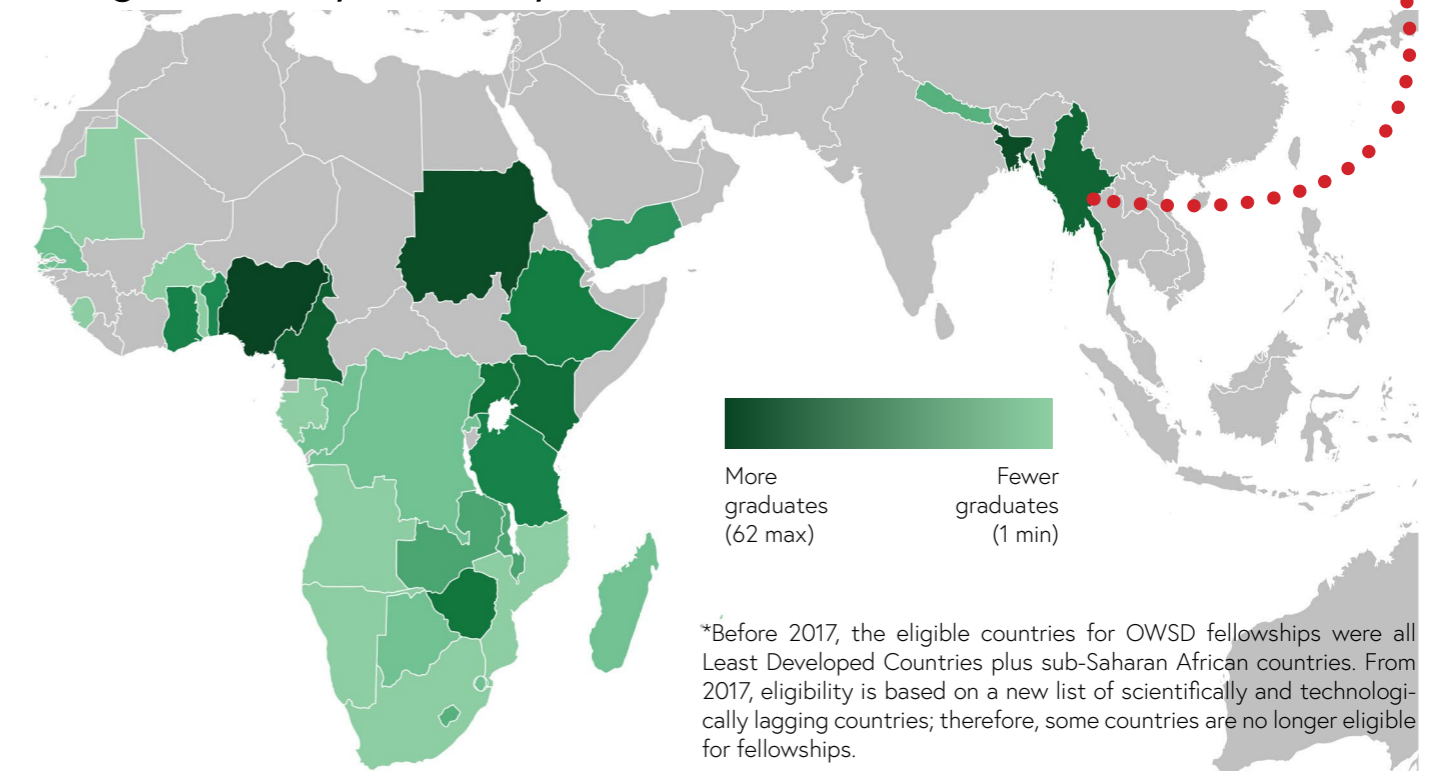 More
graduates
(62 max)
Fewer
graduates
(1 min)
*Before 2017, the eligible countries for OWSD fellowships were all
Least Developed Countries plus sub-Saharan African countries. From
2017, eligibility is based on a new list of scientifically and technologi-
cally lagging countries; therefore, some countries are no longer eligible
for fellowships.